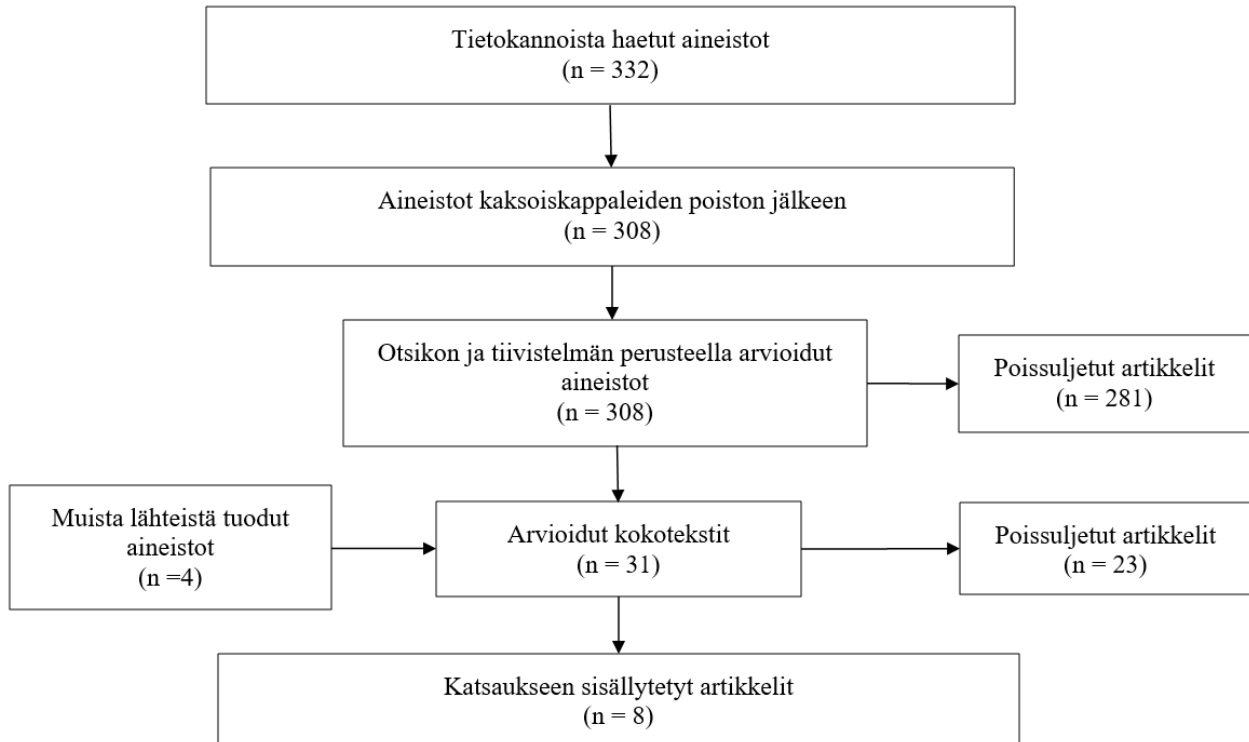 Tietokannoista haetut aineistot
(n = 332)
Aineistot kaksoiskappaleiden poiston jälkeen
(n = 308)
Otsikon ja tiivistelmän perusteella arvioidut
aineistot
(n = 308)
Poissuljetut artikkelit
(n = 281)
Muista lähteistä tuodut
aineistot
(n =4)
Arvioidut kokotekstit
(n = 31)
Poissuljetut artikkelit
(n = 23)
Katsaukseen sisällytetyt artikkelit
(n = 8)